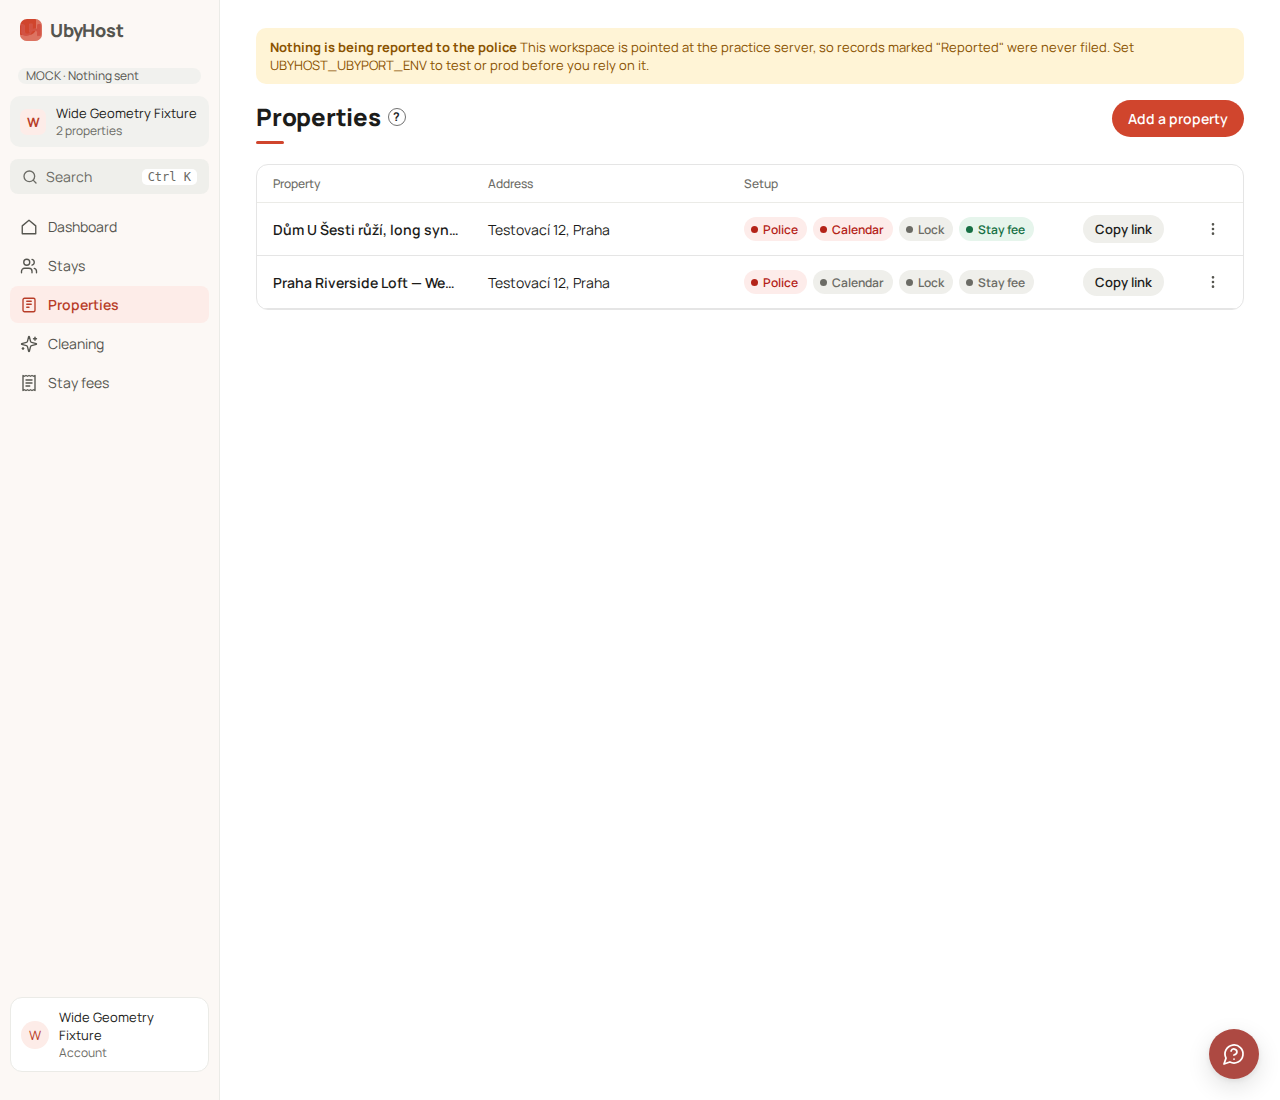 UbyHost
MOCK · Nothing sent
W
Wide Geometry Fixture
2 properties
Search
Ctrl K
Dashboard
Stays
Properties
Cleaning
Stay fees
W
Wide Geometry
Fixture
Account
Nothing is being reported to the police This workspace is pointed at the practice server, so records marked "Reported" were never filed. Set
UBYHOST_UBYPORT_ENV to test or prod before you rely on it.
Properties ?
Add a property
Property Address Setup
Dům U Šesti růží, long syn… Testovací 12, Praha Police Calendar Lock Stay fee Copy link
Praha Riverside Loft — We… Testovací 12, Praha Police Calendar Lock Stay fee Copy link